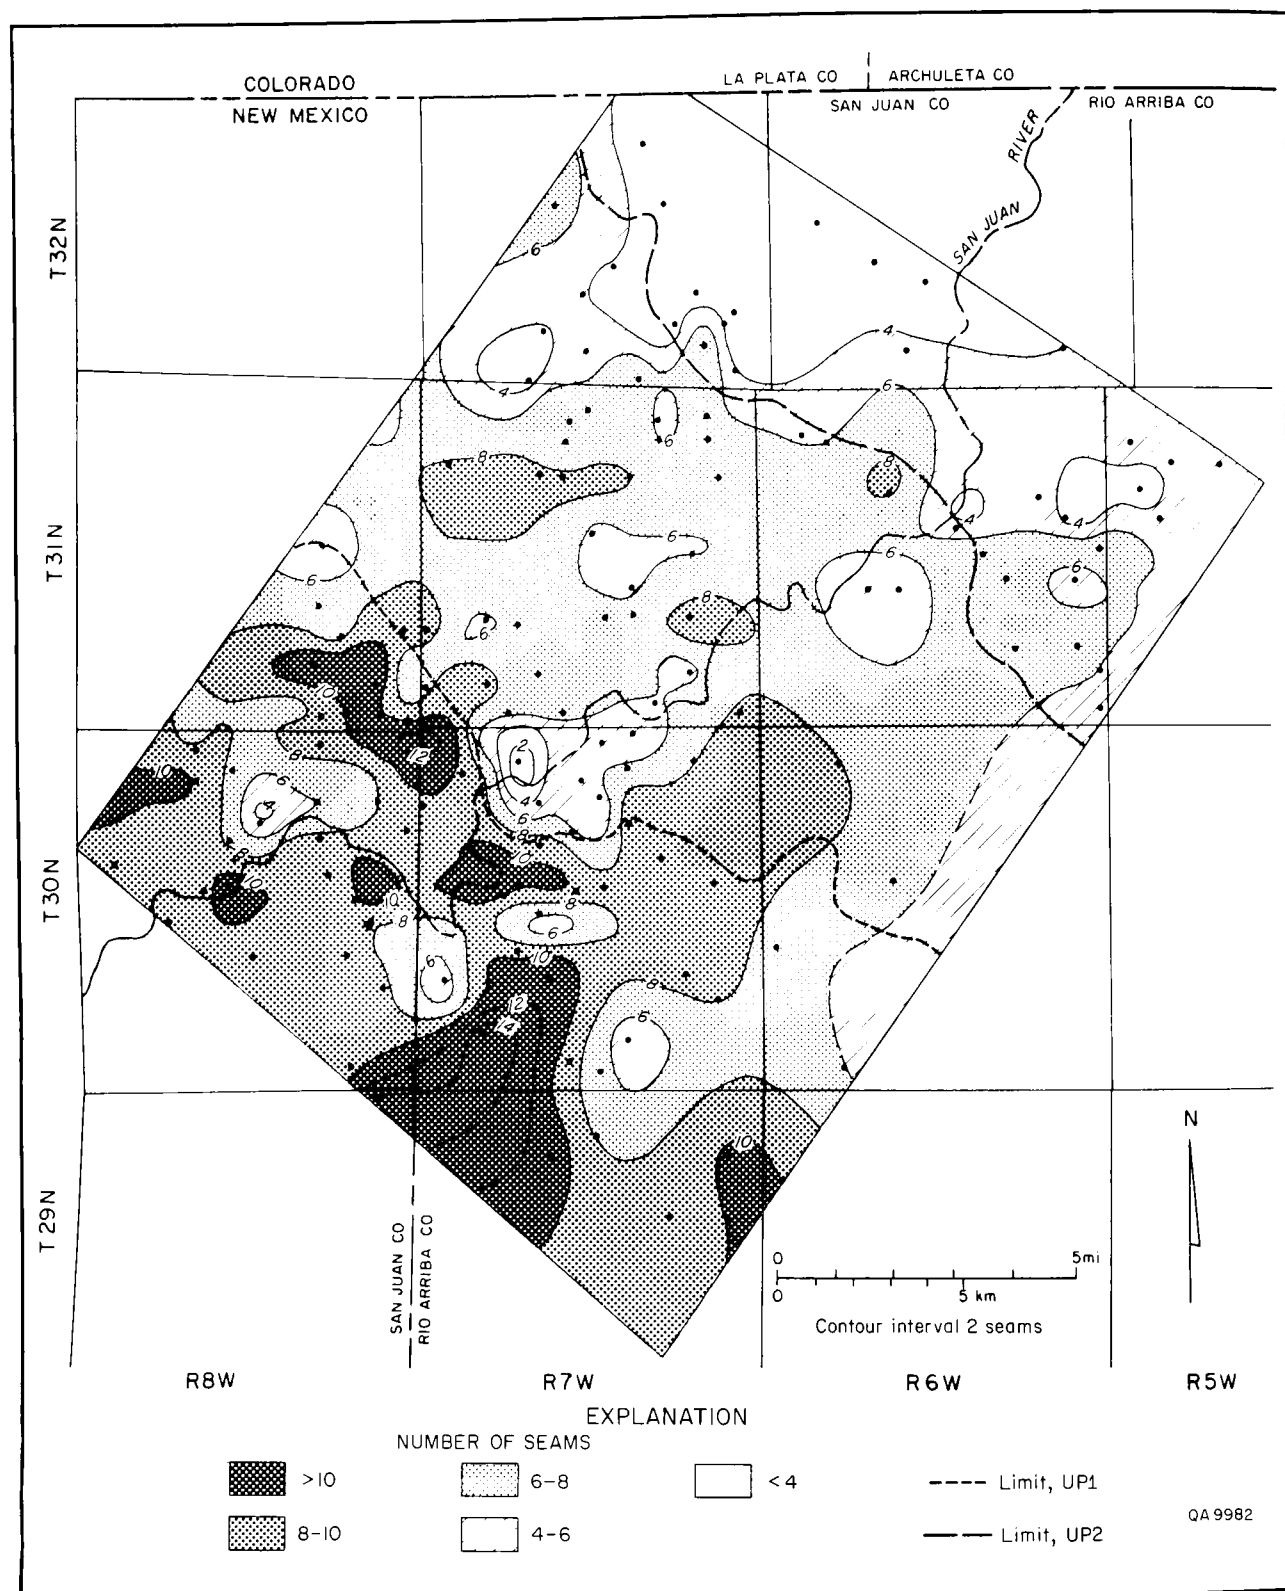 COLORADO
NEW MEXICO
LA PLATA CO
ARCHULETA CO
SAN JUAN CO
RIO ARRIBA CO
SAN JUAN RIVER
T32N
T31N
T30N
T29N
6
4
4
6
8
6
8
4
4
6
6
6
8
6
6
10
12
2
8
6
4
10
4
6
8
8
10
10
10
8
6
6
10
12
14
8
6
10
SAN JUAN CO
RIO ARRIBA CO
N
0 5mi
0 5 km
Contour interval 2 seams
R8W R7W R6W R5W
EXPLANATION
NUMBER OF SEAMS
>10 6-8 <4 Limit, UP1
8-10 4-6 Limit, UP2
QA9982